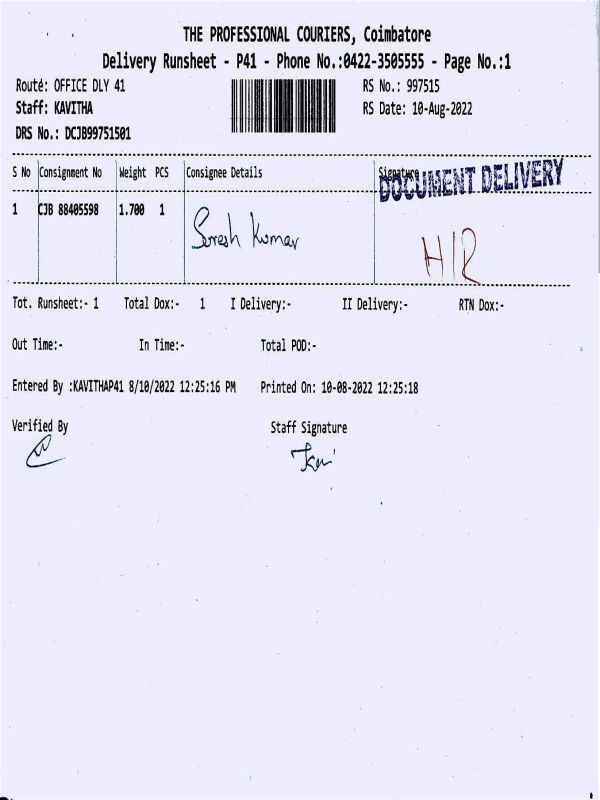 THE PROFESSIONAL COURIERS, Coimbatore
Delivery Runsheet - P41 - Phone No.:0422-3505555 - Page No.:1
Route: OFFICE DLY 41 RS No.: 997515
Staff: KAVITHA RS Date: 10-Aug-2022
DRS No.: DCJB99751501
S No Consignment No Weight PCS Consignee Details Signature
DOCUMENT DELIVERY
1 CJB 88405598 1.700 1
Suresh Kumar
H/R
Tot. Runsheet:- 1 Total Dox:- 1 I Delivery:- II Delivery:- RTN Dox:-
Out Time:- In Time:- Total POD:-
Entered By :KAVITHAP41 8/10/2022 12:25:16 PM Printed On: 10-08-2022 12:25:18
Verified By Staff Signature